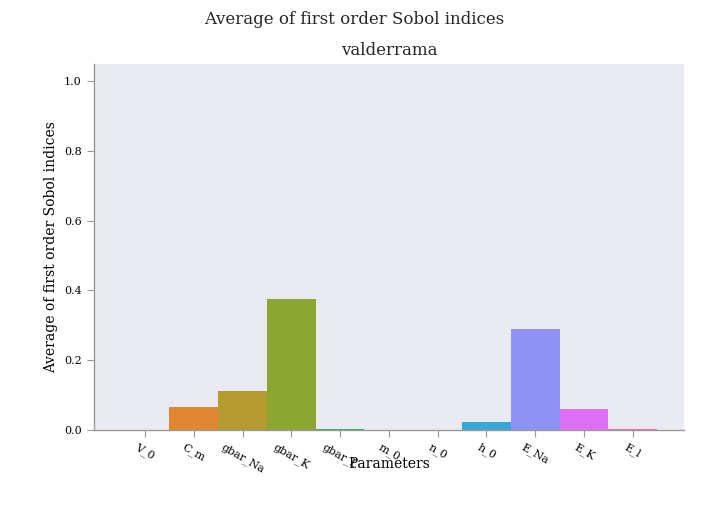 Average of first order Sobol indices
valderrama
Average of first order Sobol indices
1.0
0.8
0.6
0.4
0.2
0.0
V_0
C_m
gbar_Na
gbar_K
m_0
n_0
h_0
E_Na
E_K
E_l
Parameters